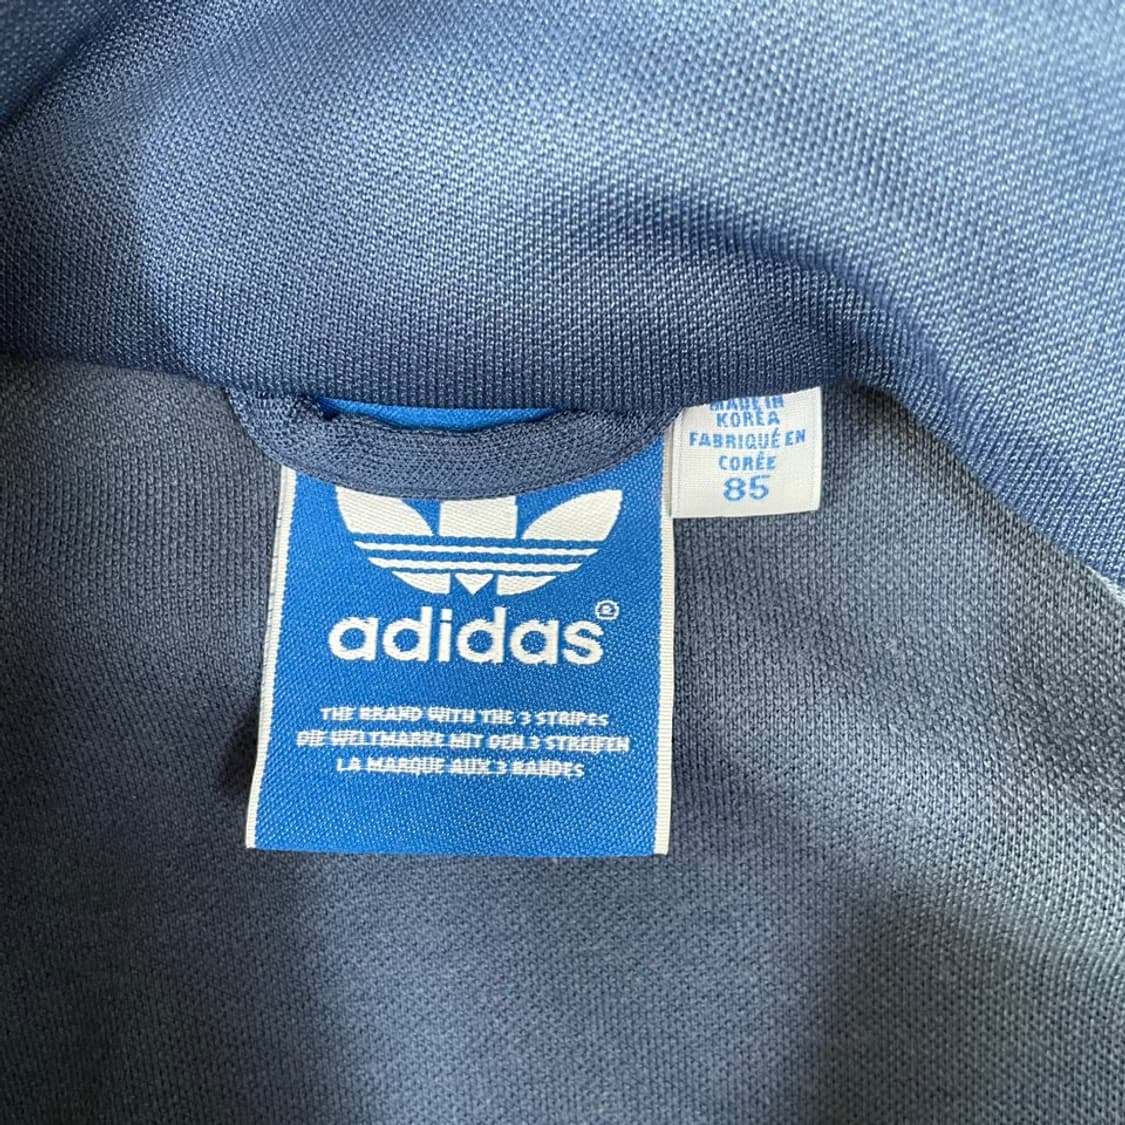 MADE IN
KOREA
FABRIQUÉ EN
CORÉE
85
adidas®
THE BRAND WITH THE 3 STRIPES
DIE WELTMARKE MIT DEN 3 STREIFEN
LA MARQUE AUX 3 BANDES